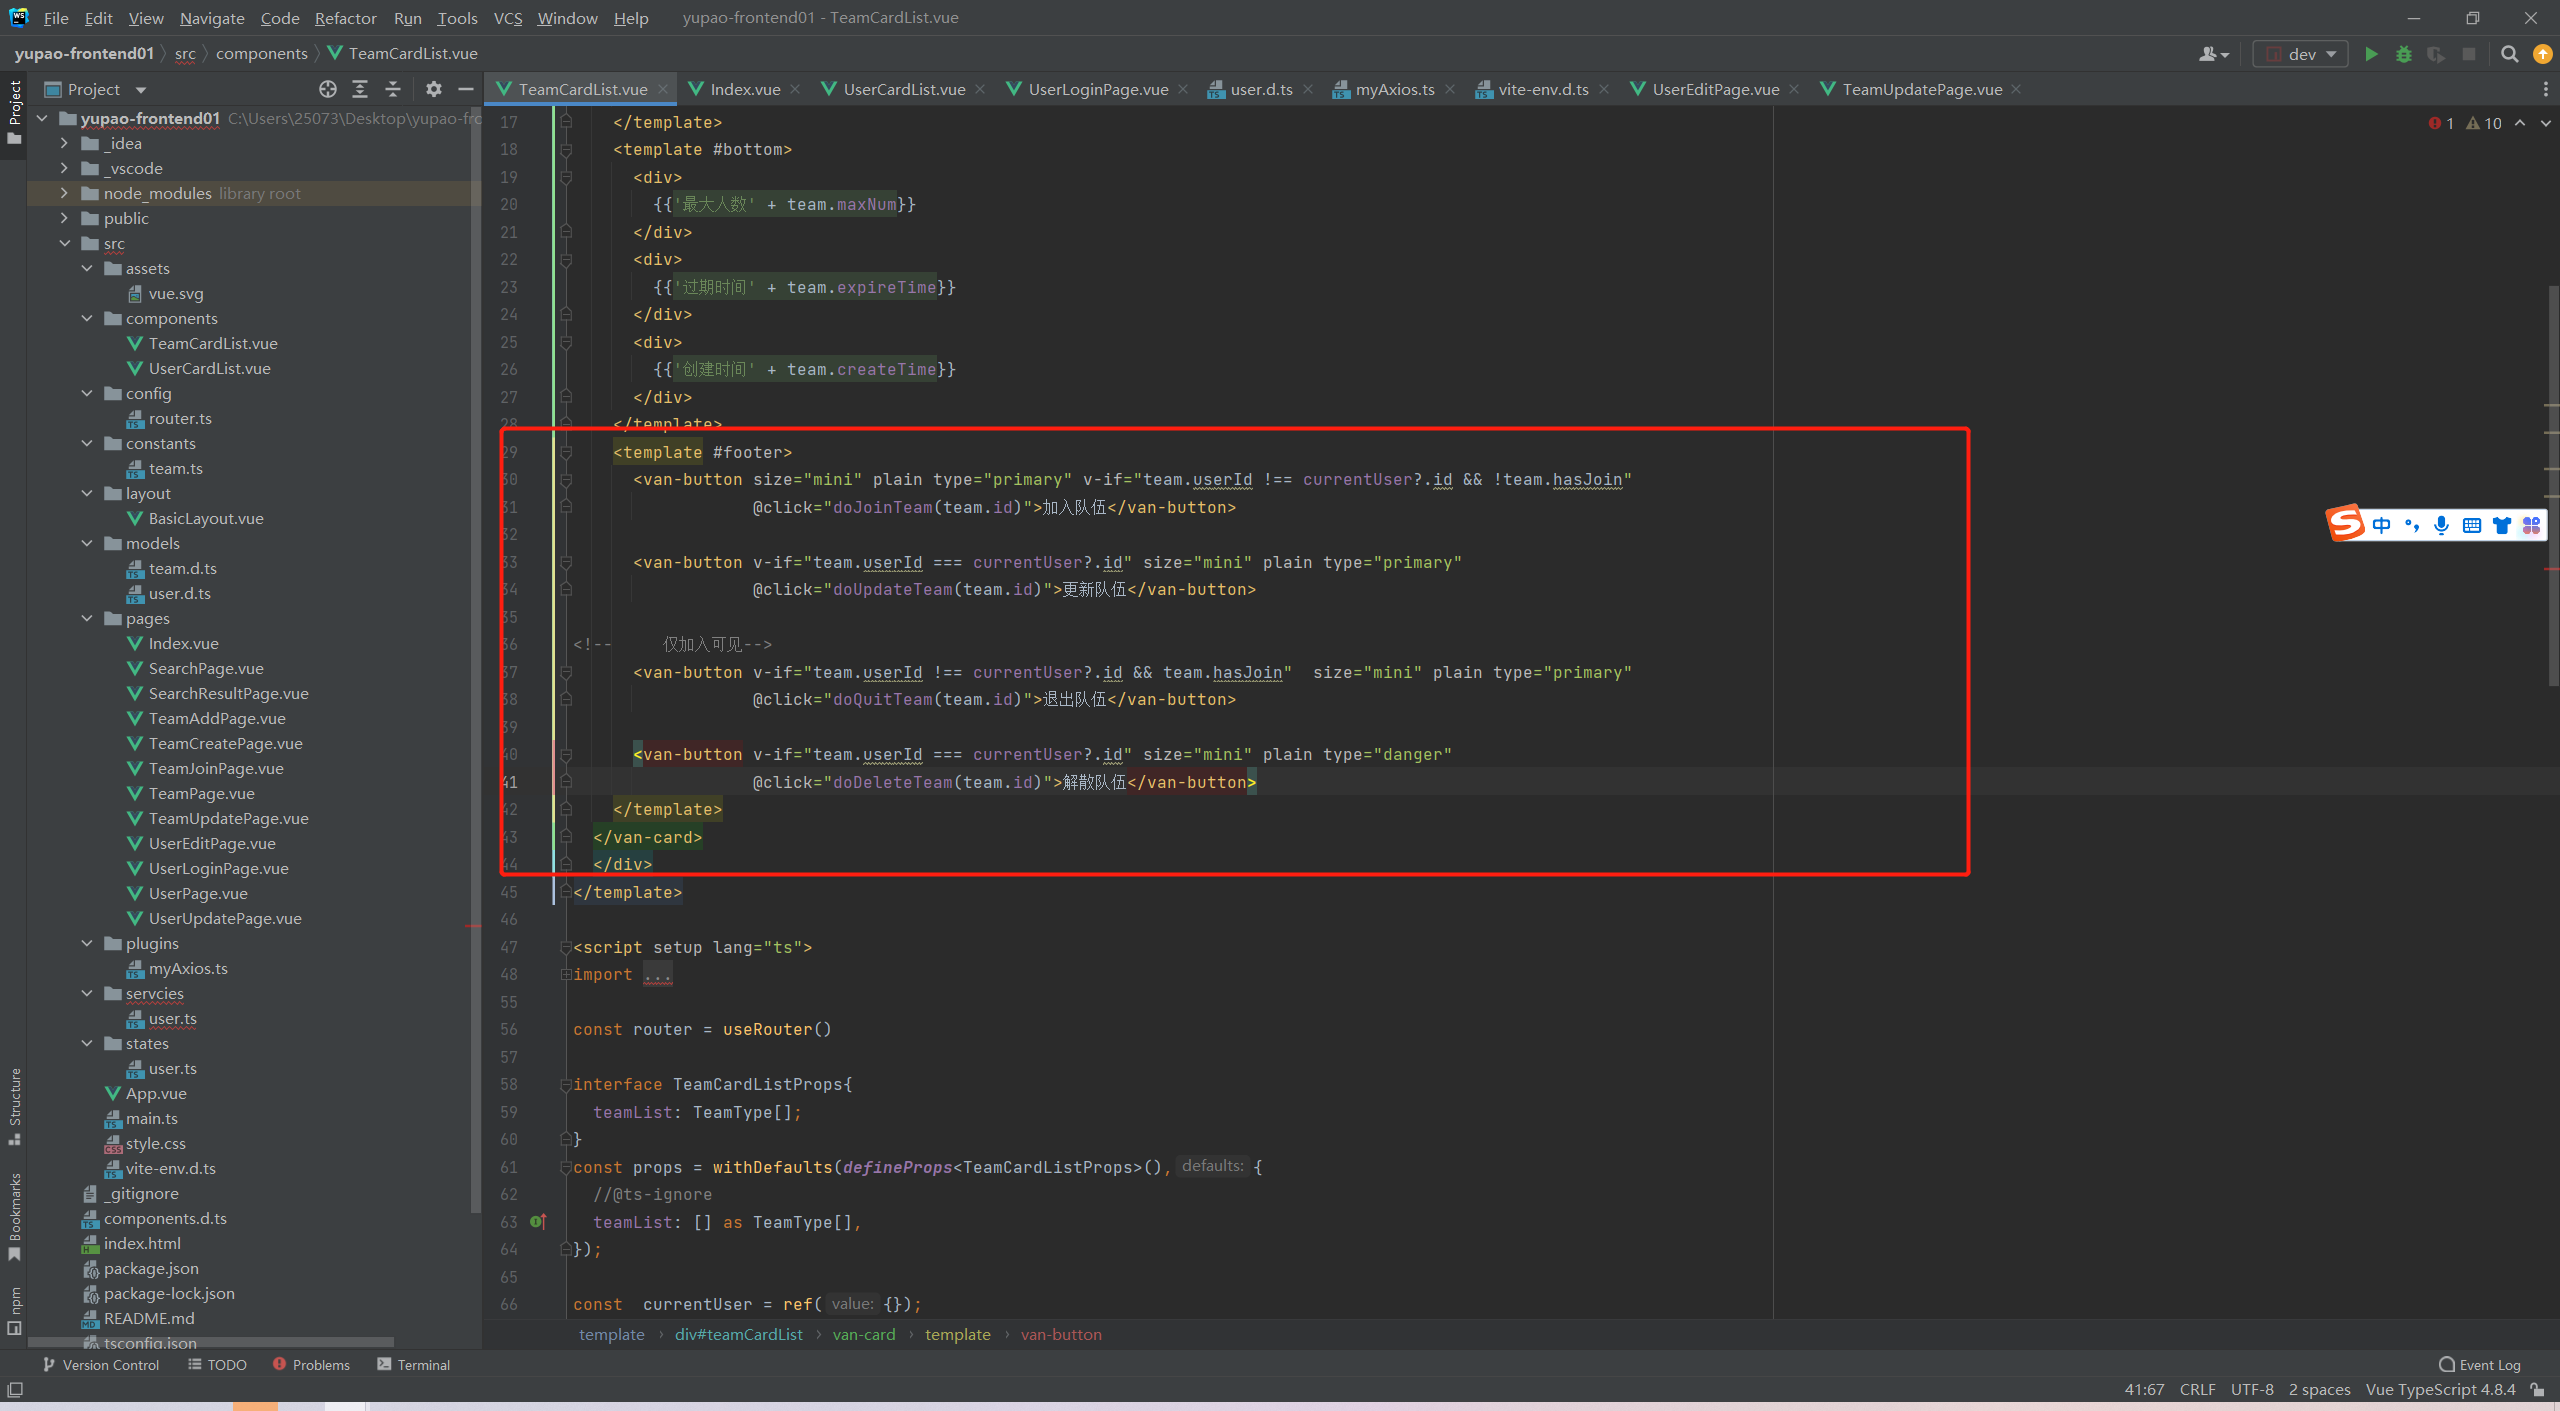 File Edit View Navigate Code Refactor Run Tools VCS Window Help yupao-frontend01 - TeamCardList.vue
yupao-frontend01 src components TeamCardList.vue dev
Project TeamCardList.vue Index.vue UserCardList.vue UserLoginPage.vue user.d.ts myAxios.ts vite-env.d.ts UserEditPage.vue TeamUpdatePage.vue
Project
yupao-frontend01 C:\Users\25073\Desktop\yupao-fro
_idea
_vscode
node_modules library root
public
src
assets
vue.svg
components
TeamCardList.vue
UserCardList.vue
config
router.ts
constants
team.ts
layout
BasicLayout.vue
models
team.d.ts
user.d.ts
pages
Index.vue
SearchPage.vue
SearchResultPage.vue
TeamAddPage.vue
TeamCreatePage.vue
TeamJoinPage.vue
TeamPage.vue
TeamUpdatePage.vue
UserEditPage.vue
UserLoginPage.vue
UserPage.vue
UserUpdatePage.vue
plugins
myAxios.ts
servcies
user.ts
states
user.ts
App.vue
main.ts
style.css
vite-env.d.ts
_gitignore
components.d.ts
index.html
package.json
package-lock.json
README.md
tsconfig.json
Structure
Bookmarks
npm
1 10
17 </template>
18 <template #bottom>
19 <div>
20 {{'最大人数' + team.maxNum}}
21 </div>
22 <div>
23 {{'过期时间' + team.expireTime}}
24 </div>
25 <div>
26 {{'创建时间' + team.createTime}}
27 </div>
28 </template>
29 <template #footer>
30 <van-button size="mini" plain type="primary" v-if="team.userId !== currentUser?.id && !team.hasJoin"
31 @click="doJoinTeam(team.id)">加入队伍</van-button>
32
33 <van-button v-if="team.userId === currentUser?.id" size="mini" plain type="primary"
34 @click="doUpdateTeam(team.id)">更新队伍</van-button>
35
36 <!-- 仅加入可见-->
37 <van-button v-if="team.userId !== currentUser?.id && team.hasJoin" size="mini" plain type="primary"
38 @click="doQuitTeam(team.id)">退出队伍</van-button>
39
40 <van-button v-if="team.userId === currentUser?.id" size="mini" plain type="danger"
41 @click="doDeleteTeam(team.id)">解散队伍</van-button>
42 </template>
43 </van-card>
44 </div>
45 </template>
46
47 <script setup lang="ts">
48 import ...
55
56 const router = useRouter()
57
58 interface TeamCardListProps{
59 teamList: TeamType[];
60 }
61 const props = withDefaults(defineProps<TeamCardListProps>(), defaults: {
62 //@ts-ignore
63 teamList: [] as TeamType[],
64 });
65
66 const currentUser = ref( value: {});
中
template div#teamCardList van-card template van-button
Version Control TODO Problems Terminal Event Log
41:67 CRLF UTF-8 2 spaces Vue TypeScript 4.8.4